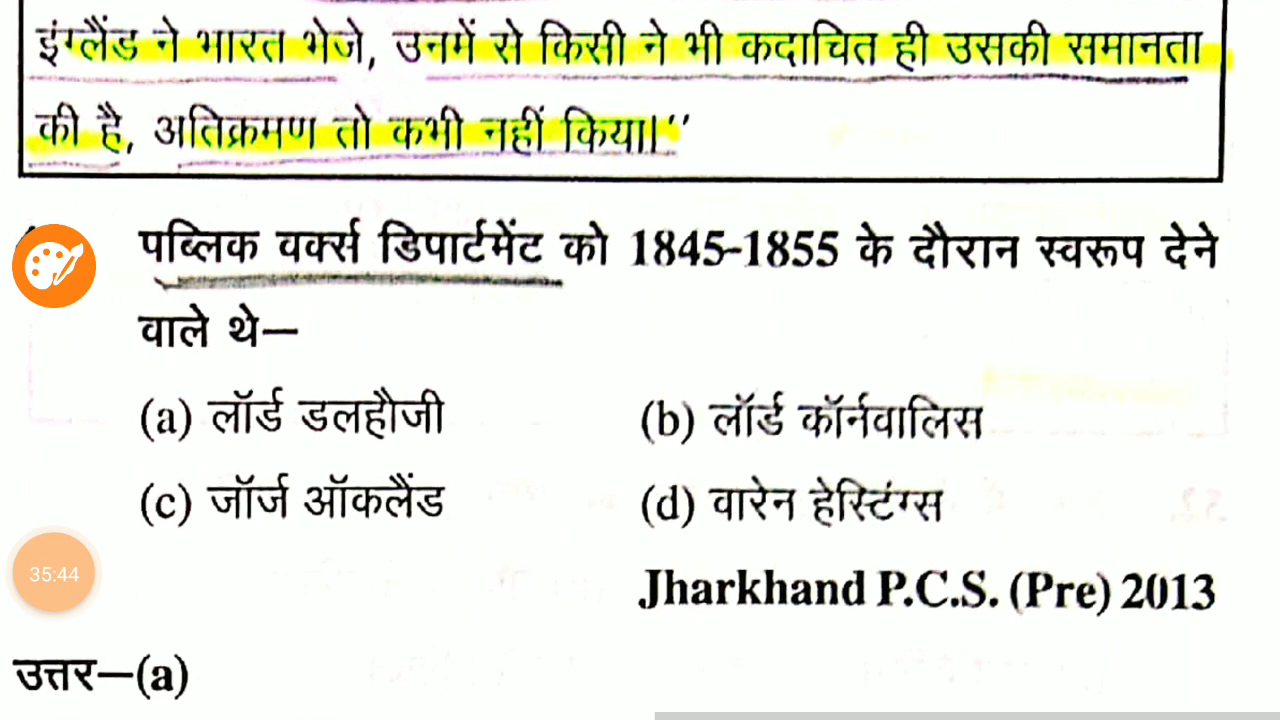 इंग्लैंड ने भारत भेजे, उनमें से किसी ने भी कदाचित ही उसकी समानता
की है, अतिक्रमण तो कभी नहीं किया।’’
पब्लिक वर्क्स डिपार्टमेंट को 1845-1855 के दौरान स्वरूप देने
वाले थे—
(a) लॉर्ड डलहौजी (b) लॉर्ड कॉर्नवालिस
(c) जॉर्ज ऑकलैंड (d) वारेन हेस्टिंग्स
35:44
Jharkhand P.C.S. (Pre) 2013
उत्तर—(a)